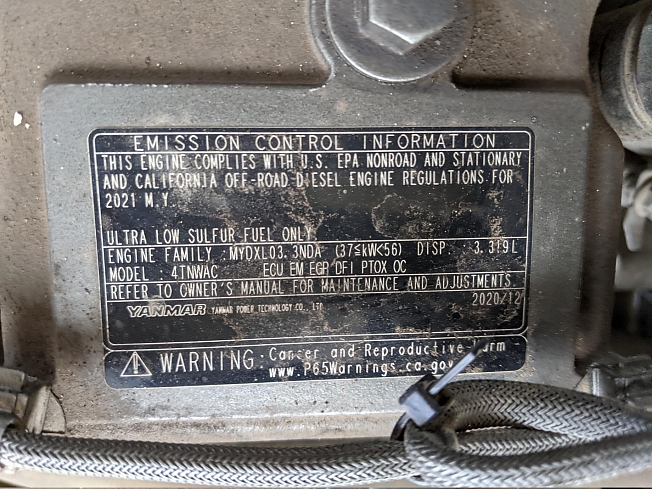 EMISSION CONTROL INFORMATION
THIS ENGINE COMPLIES WITH U.S. EPA NONROAD AND STATIONARY
AND CALIFORNIA OFF-ROAD DIESEL ENGINE REGULATIONS FOR
2021 M.Y.
ULTRA LOW SULFUR FUEL ONLY
ENGINE FAMILY : MYDXL03.3NDA (37≦kW<56) DISP. : 3.319L
MODEL : 4TNWAC ECU EM EGP DFI PTOX OC
REFER TO OWNER'S MANUAL FOR MAINTENANCE AND ADJUSTMENTS
2020/12
YANMAR YANMAR POWER TECHNOLOGY CO., LTD.
WARNING: Cancer and Reproductive Harm
www.P65Warnings.ca.gov